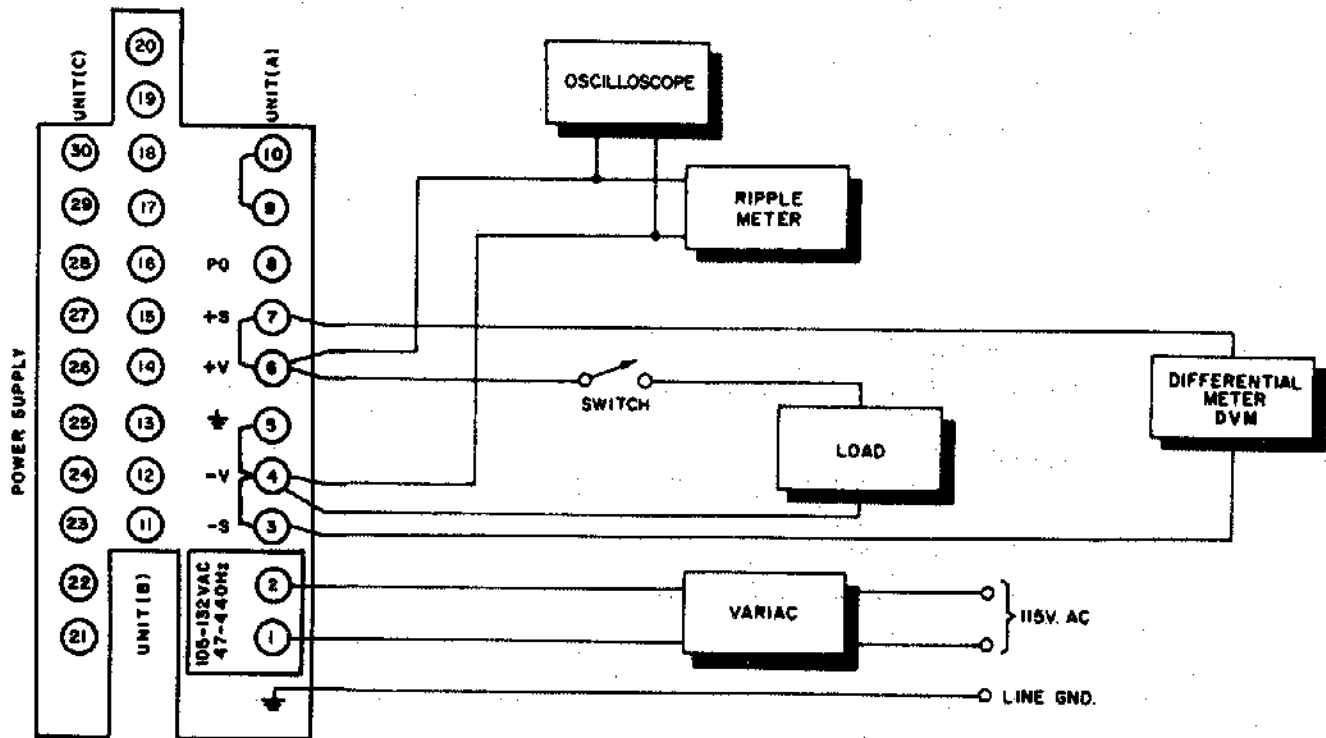 POWER SUPPLY
UNIT(C)
30
29
28
27
26
25
24
23
22
21
20
19
18
17
16
15
14
13
12
11
UNIT(B)
UNIT(A)
10
9
PO 8
+S 7
+V 6
5
-V 4
-S 3
105-132VAC
47-440HZ
2
1
OSCILLOSCOPE
RIPPLE
METER
SWITCH
LOAD
DIFFERENTIAL
METER
DVM
VARIAC
115V. AC
LINE GND.